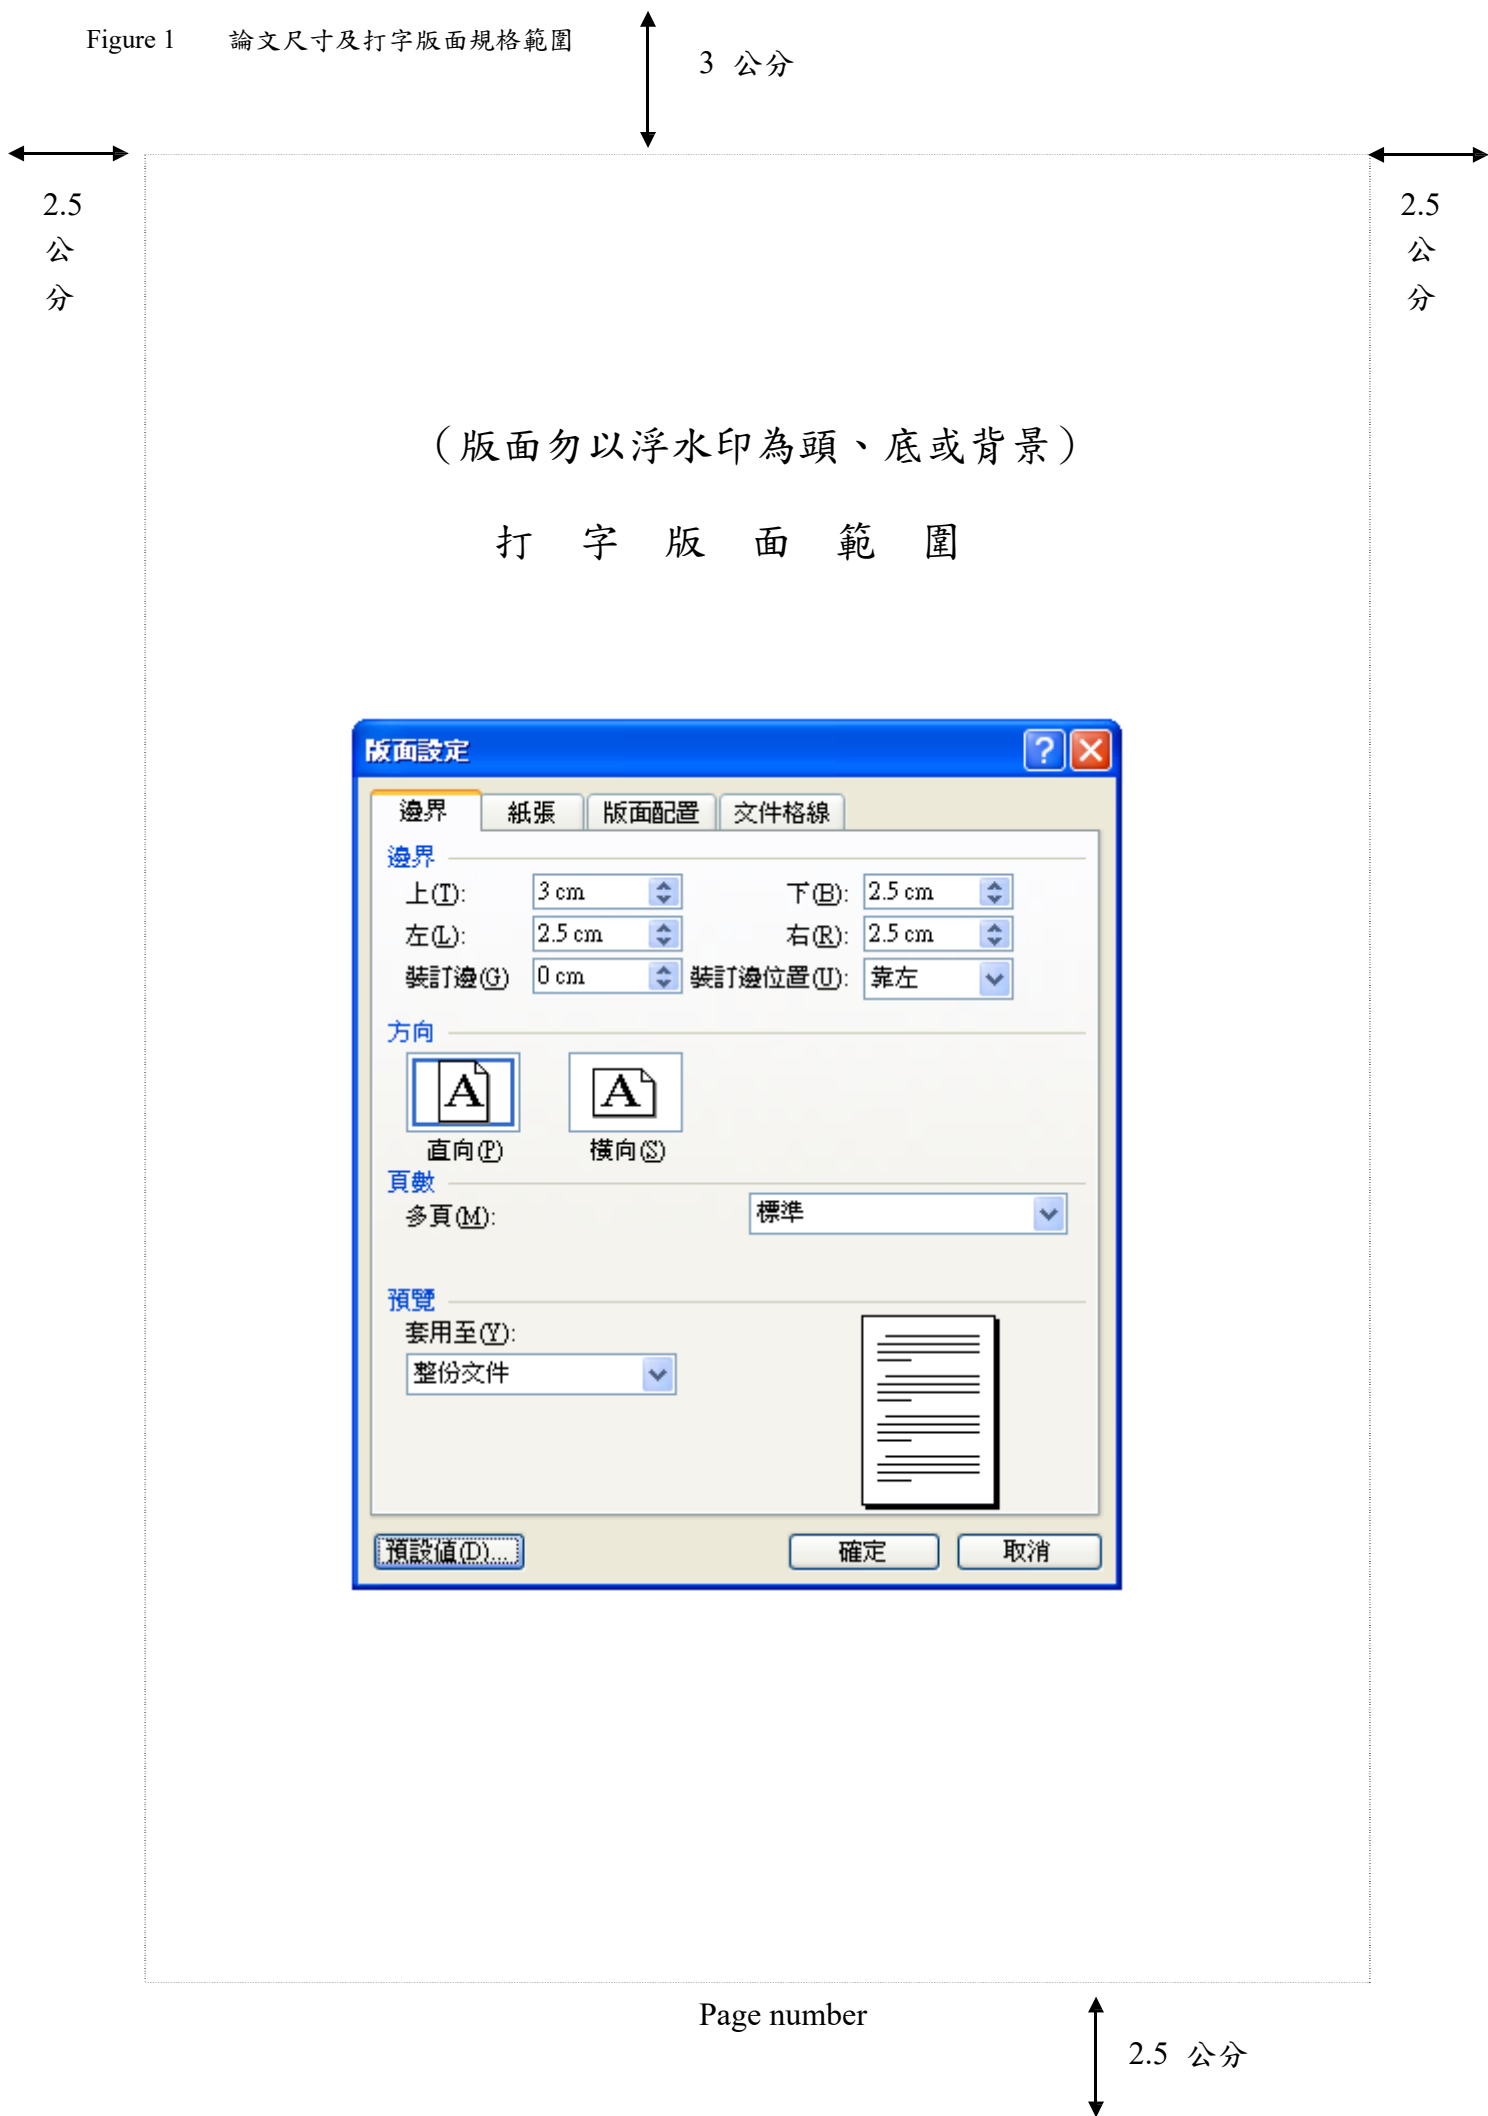 Figure 1 論文尺寸及打字版面規格範圍
3 公分
2.5
公
分
2.5
公
分
（版面勿以浮水印為頭、底或背景）
打 字 版 面 範 圍
版面設定
邊界 紙張 版面配置 文件格線
邊界
上(T): 3 cm 下(B): 2.5 cm
左(L): 2.5 cm 右(R): 2.5 cm
裝訂邊(G) 0 cm 裝訂邊位置(U): 靠左
方向
A A
直向(P) 橫向(S)
頁數
多頁(M): 標準
預覽
套用至(Y):
整份文件
預設値(D)... 確定 取消
Page number
2.5 公分